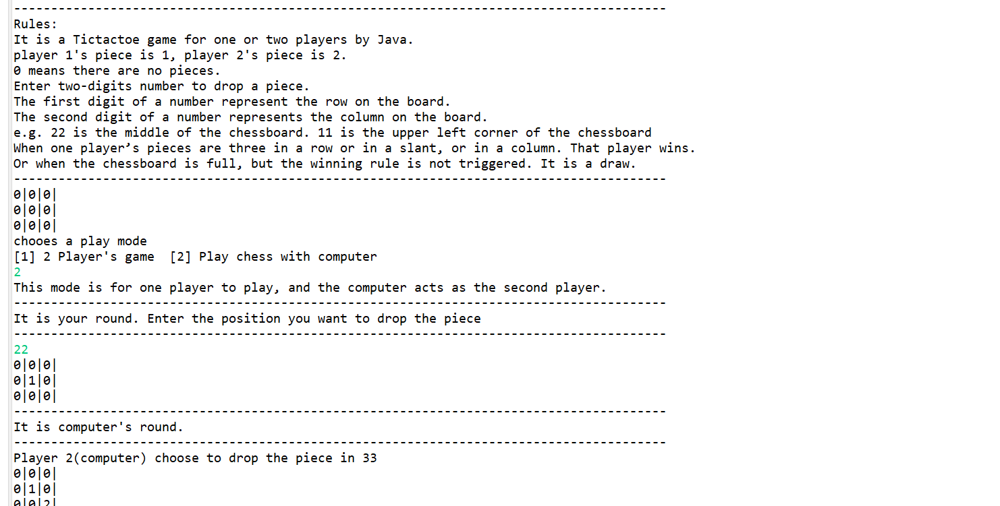 ----------------------------------------------------------------------------------------
Rules:
It is a Tictactoe game for one or two players by Java.
player 1's piece is 1, player 2's piece is 2.
0 means there are no pieces.
Enter two-digits number to drop a piece.
The first digit of a number represent the row on the board.
The second digit of a number represents the column on the board.
e.g. 22 is the middle of the chessboard. 11 is the upper left corner of the chessboard
When one player’s pieces are three in a row or in a slant, or in a column. That player wins.
Or when the chessboard is full, but the winning rule is not triggered. It is a draw.
----------------------------------------------------------------------------------------
0|0|0|
0|0|0|
0|0|0|
chooes a play mode
[1] 2 Player's game  [2] Play chess with computer
2
This mode is for one player to play, and the computer acts as the second player.
----------------------------------------------------------------------------------------
It is your round. Enter the position you want to drop the piece
----------------------------------------------------------------------------------------
22
0|0|0|
0|1|0|
0|0|0|
----------------------------------------------------------------------------------------
It is computer's round.
----------------------------------------------------------------------------------------
Player 2(computer) choose to drop the piece in 33
0|0|0|
0|1|0|
0|0|2|